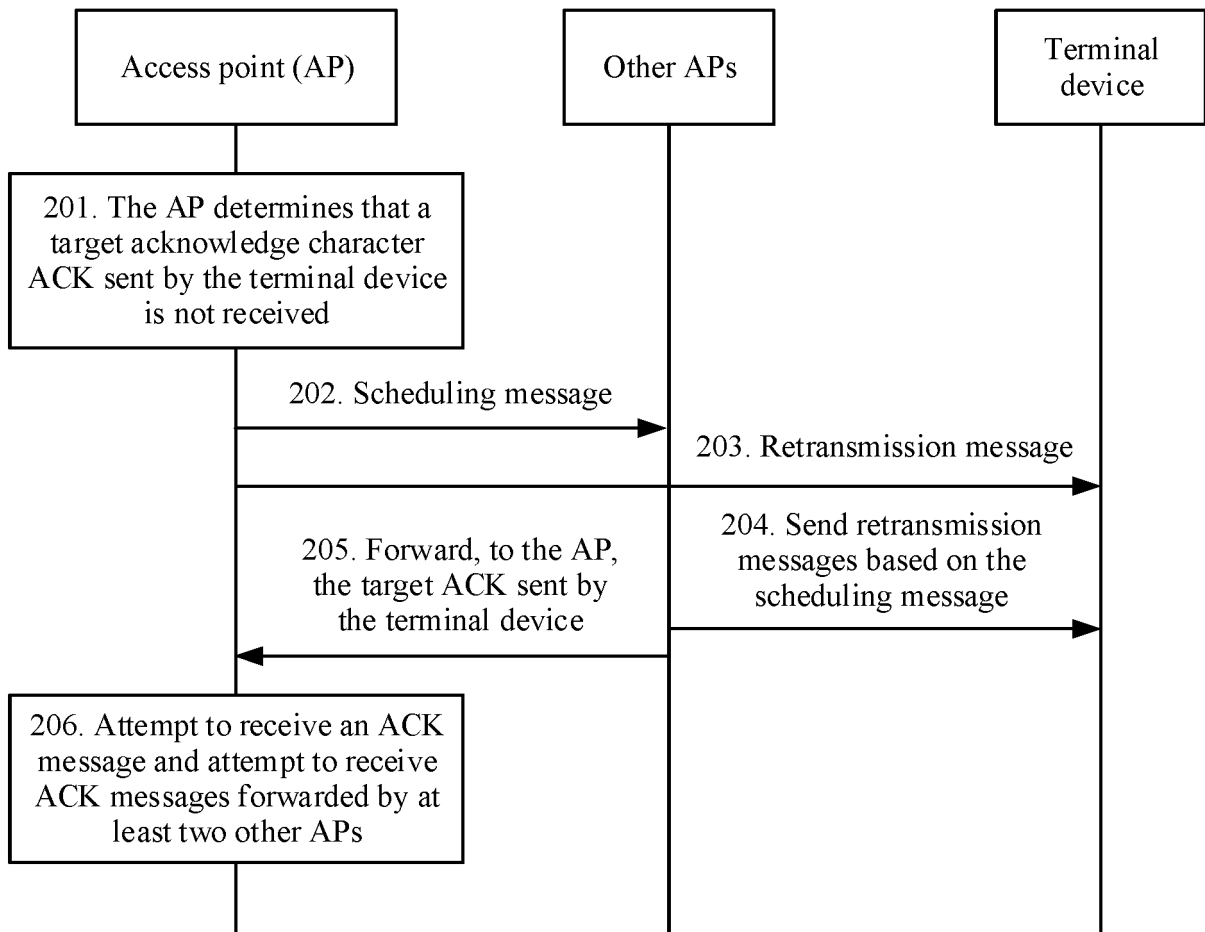 Access point (AP)
Other APs
Terminal
device
201. The AP determines that a
target acknowledge character
ACK sent by the terminal device
is not received
202. Scheduling message
203. Retransmission message
204. Send retransmission
messages based on the
scheduling message
205. Forward, to the AP,
the target ACK sent by
the terminal device
206. Attempt to receive an ACK
message and attempt to receive
ACK messages forwarded by at
least two other APs